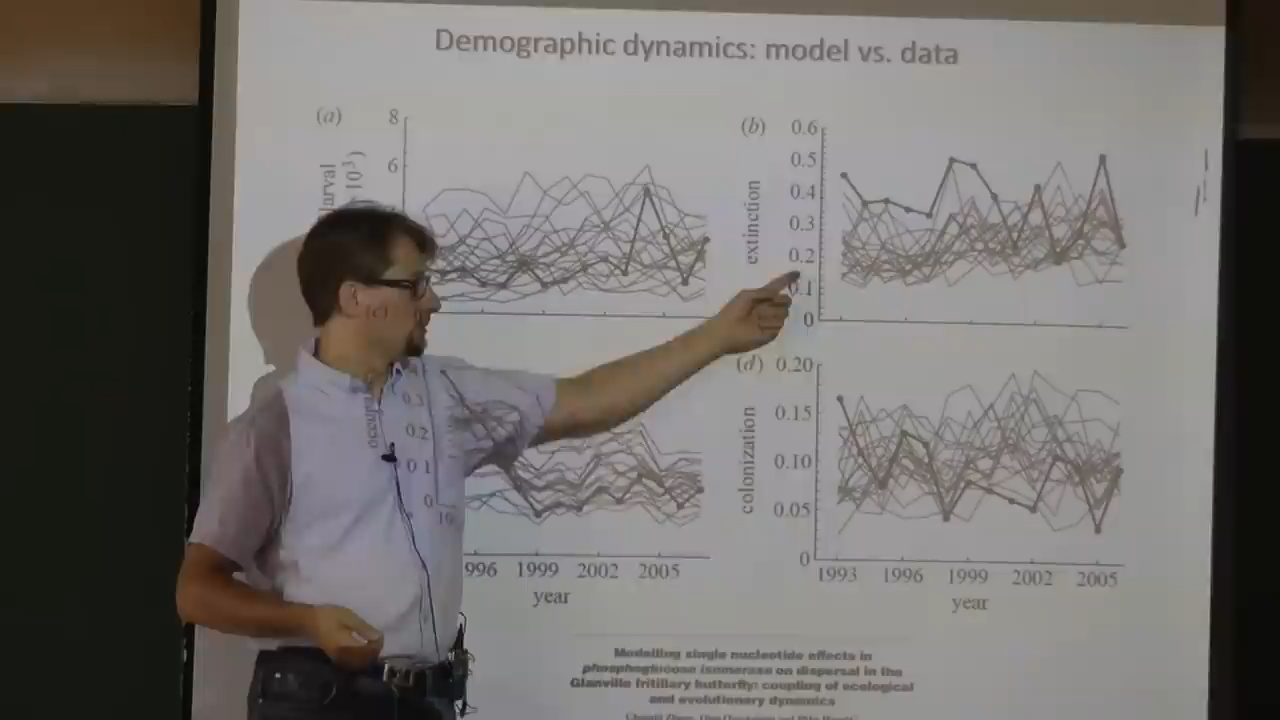 Demographic dynamics: model vs. data
(a)
8
6
(b)
0.6
0.5
0.4
0.3
0.2
0.1
0
extinction
0.3
0.2
0 1
0
(d)
0.20
0.15
0.10
0.05
0
colonization
996 1999 2002 2005
year
1993 1996 1999 2002 2005
year
Modelling single nucleotide effects in
phosphoglucose isomerase on dispersal in the
Glanville fritillary butterfly: coupling of ecological
and evolutionary dynamics